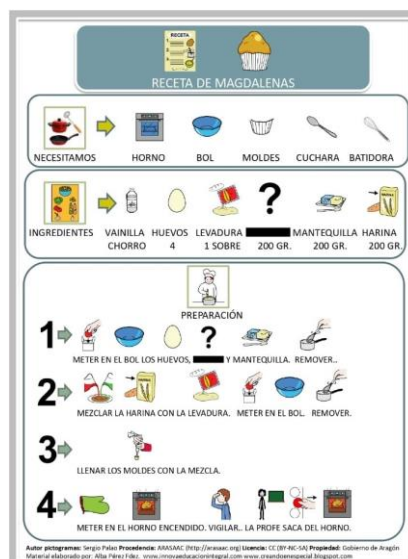 RECETA
RECETA DE MAGDALENAS
NECESITAMOS HORNO BOL MOLDES CUCHARA BATIDORA
?
INGREDIENTES VAINILLA HUEVOS LEVADURA MANTEQUILLA HARINA
CHORRO 4 1 SOBRE 200 GR. 200 GR. 200 GR.
PREPARACIÓN
1 ?
METER EN EL BOL LOS HUEVOS, Y MANTEQUILLA. REMOVER..
2
MEZCLAR LA HARINA CON LA LEVADURA. METER EN EL BOL. REMOVER.
3
LLENAR LOS MOLDES CON LA MEZCLA.
4
METER EN EL HORNO ENCENDIDO. VIGILAR.. LA PROFE SACA DEL HORNO.
Autor pictogramas: Sergio Palao Procedencia: ARASAAC (http://arasaac.org) Licencia: CC (BY-NC-SA) Propiedad: Gobierno de Aragón
Material elaborado por: Alba Pérez Fdez. www.innovaeducacionintegral.com www.creandoenespecial.blogspot.com